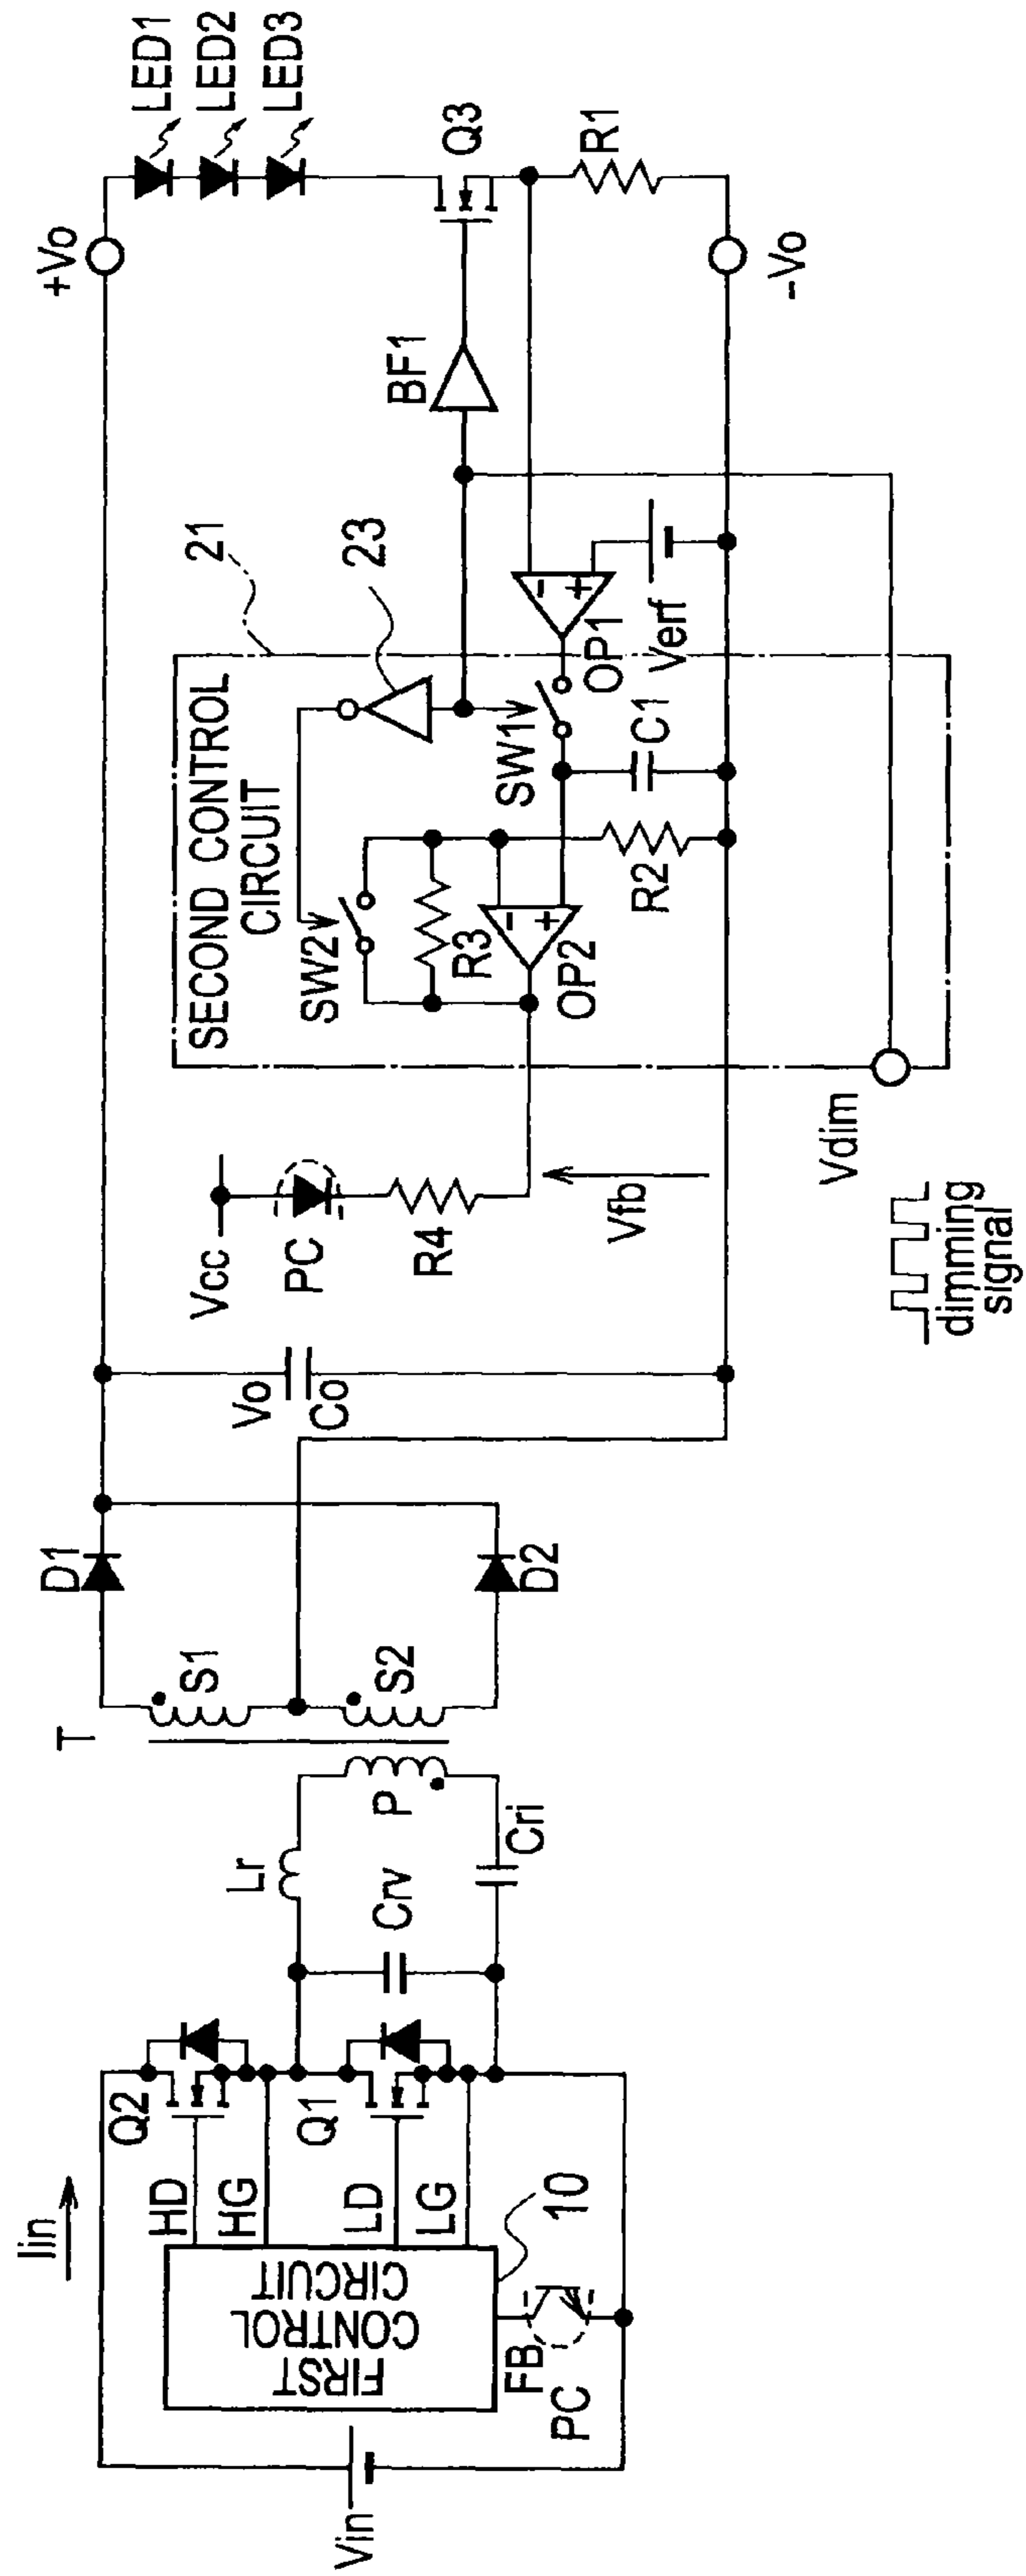 Iin
Vin
FIRST
CONTROL
CIRCUIT
10
HD
HG
LD
LG
FB
PC
Q2
Q1
Lr
Crv
Cri
P
T
S1
S2
D1
D2
Vo
Co
Vcc
PC
R4
Vfb
SECOND CONTROL
CIRCUIT
21
23
SW2
SW1
R3
-
+
OP2
R2
C1
-
+
OP1
Verf
Vdim
dimming
signal
BF1
+Vo
-Vo
LED1
LED2
LED3
Q3
R1